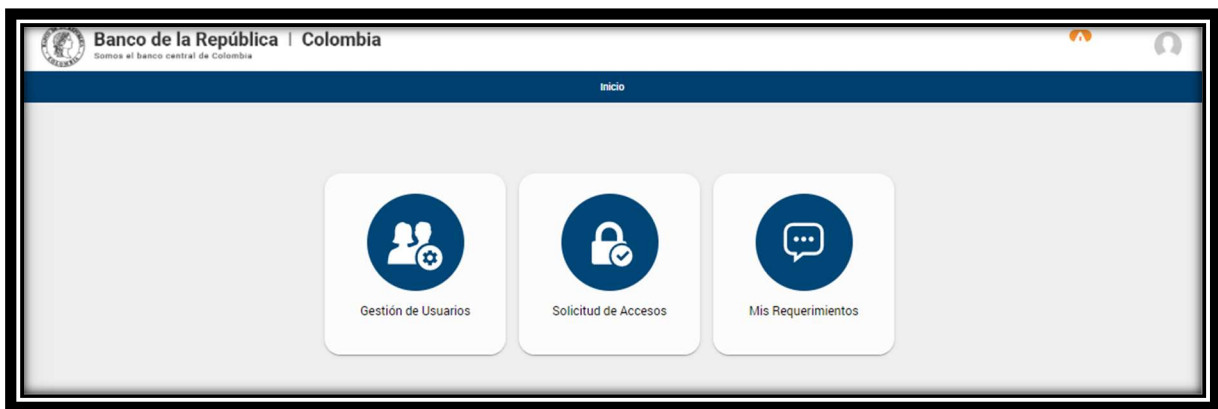 Banco de la República | Colombia
Somos el banco central de Colombia
Inicio
Gestión de Usuarios
Solicitud de Accesos
Mis Requerimientos